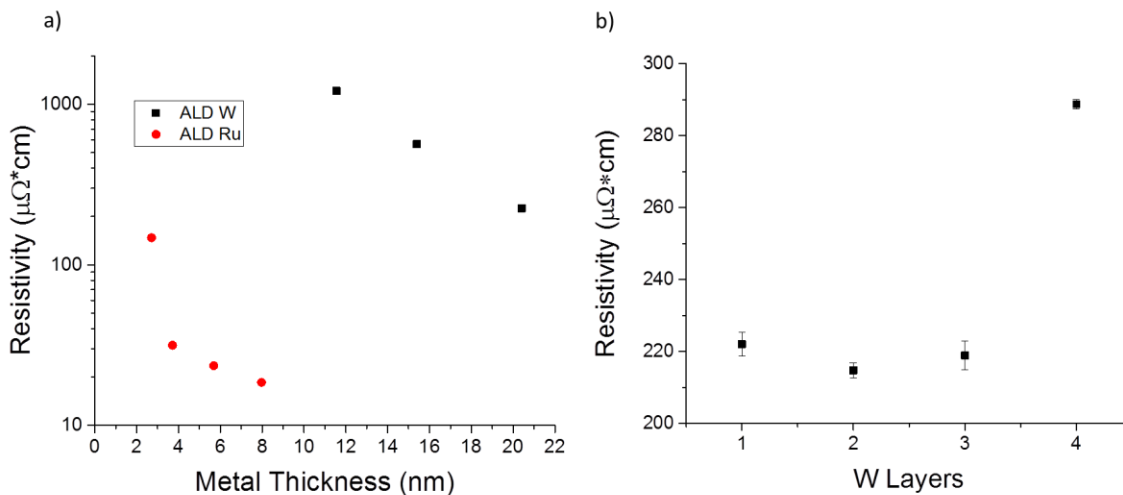 a)
Resistivity (μΩ*cm)
1000
100
10
ALD W
ALD Ru
0 2 4 6 8 10 12 14 16 18 20 22
Metal Thickness (nm)
b)
Resistivity (μΩ*cm)
300
280
260
240
220
200
1 2 3 4
W Layers